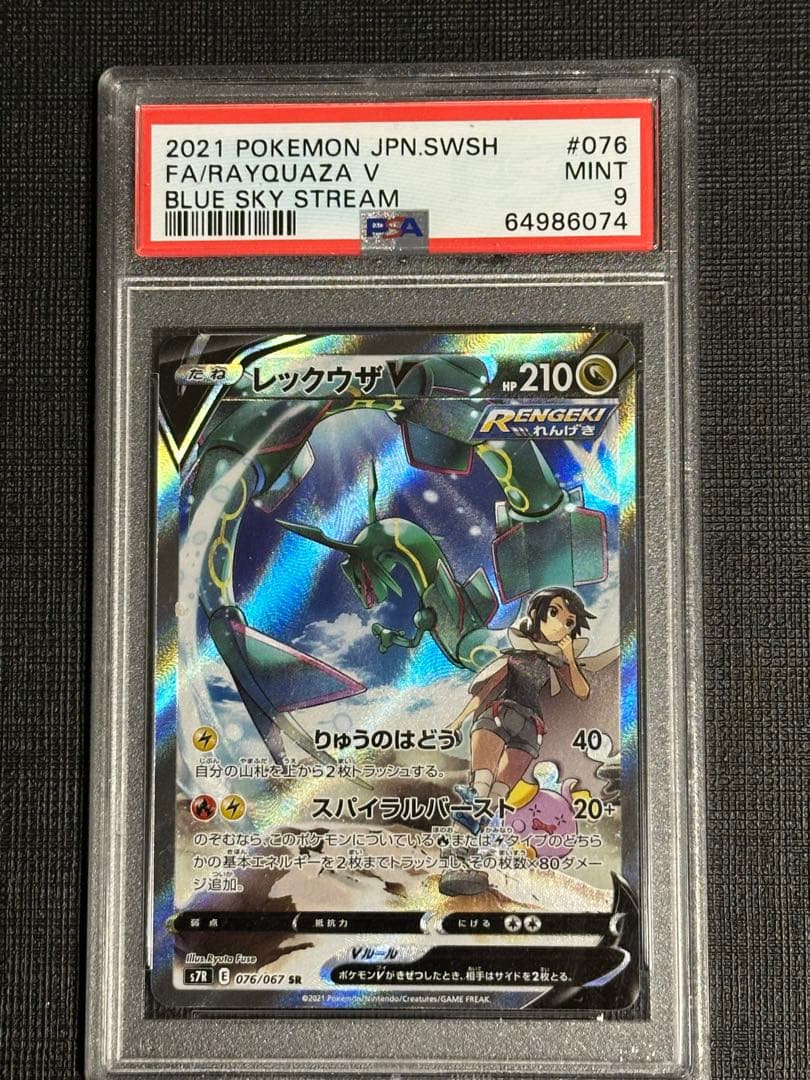 2021 POKEMON JPN.SWSH #076
FA/RAYQUAZA V MINT
BLUE SKY STREAM 9
PSA 64986074
たね レックウザV HP 210
RENGEKI
れんげき
りゅうのはどう 40
自分の山札を上から2枚トラッシュする。
スパイラルバースト 20+
のぞむなら、このポケモンについている または タイプのどちら
かの基本エネルギーを2枚までトラッシュし、その枚数×80ダメー
ジ追加。
弱点 抵抗力 にげる
Illus. Ryuta Fuse
Vルール
s7R E 076/067 SR ポケモンVがきぜつしたとき、相手はサイドを2枚とる。
©2021 Pokémon/Nintendo/Creatures/GAME FREAK.